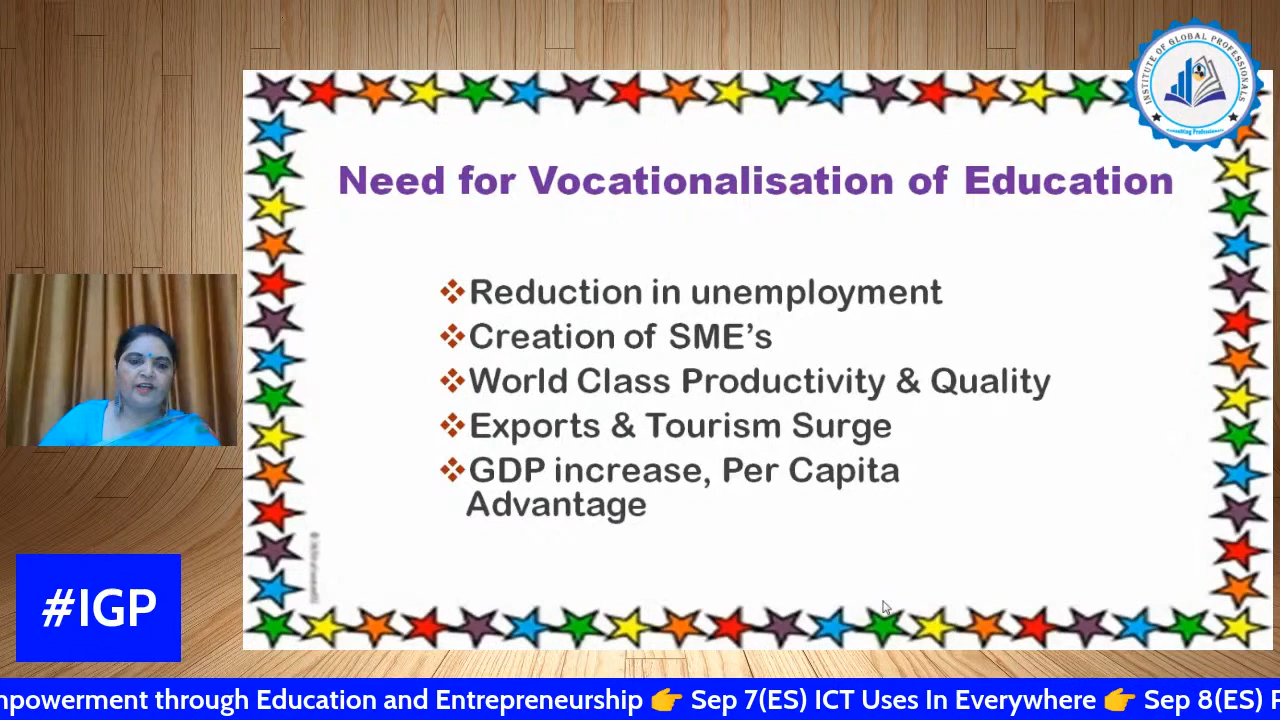 INSTITUTE OF GLOBAL PROFESSIONALS
Consulting Professionals
Need for Vocationalisation of Education
Reduction in unemployment
Creation of SME's
World Class Productivity & Quality
Exports & Tourism Surge
GDP increase, Per Capita
Advantage
#IGP
mpowerment through Education and Entrepreneurship 👉 Sep 7(ES) ICT Uses In Everywhere 👉 Sep 8(ES)